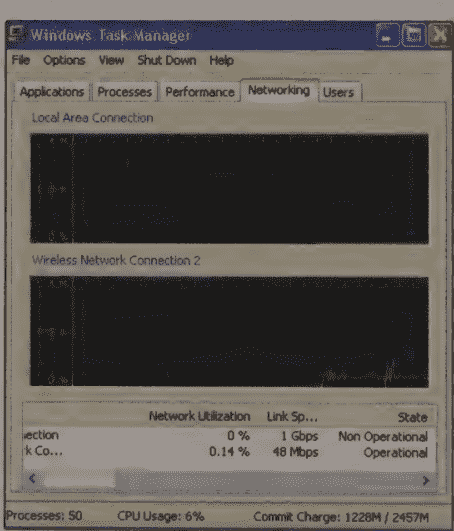 Windows Task Manager
File Options View Shut Down Help
Applications Processes Performance Networking Users
Local Area Connection
Wireless Network Connection 2
Network Utilization Link Sp... State
ection 0 % 1 Gbps Non Operational
k Co... 0.14 % 48 Mbps Operational
Processes: 50 CPU Usage: 6% Commit Charge: 1228M / 2457M